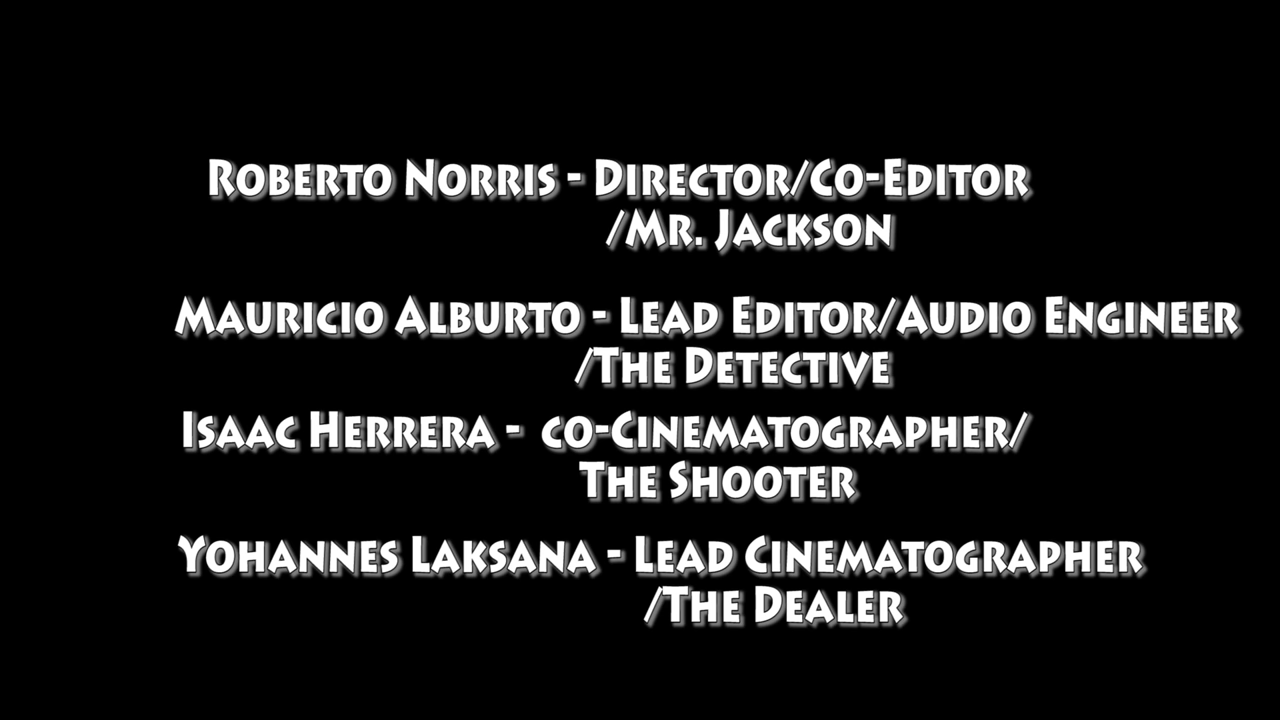 Roberto Norris - Director/Co-Editor
/Mr. Jackson
Mauricio Alburto - Lead Editor/Audio Engineer
/The Detective
Isaac Herrera - co-Cinematographer/
The Shooter
Yohannes Laksana - Lead Cinematographer
/The Dealer